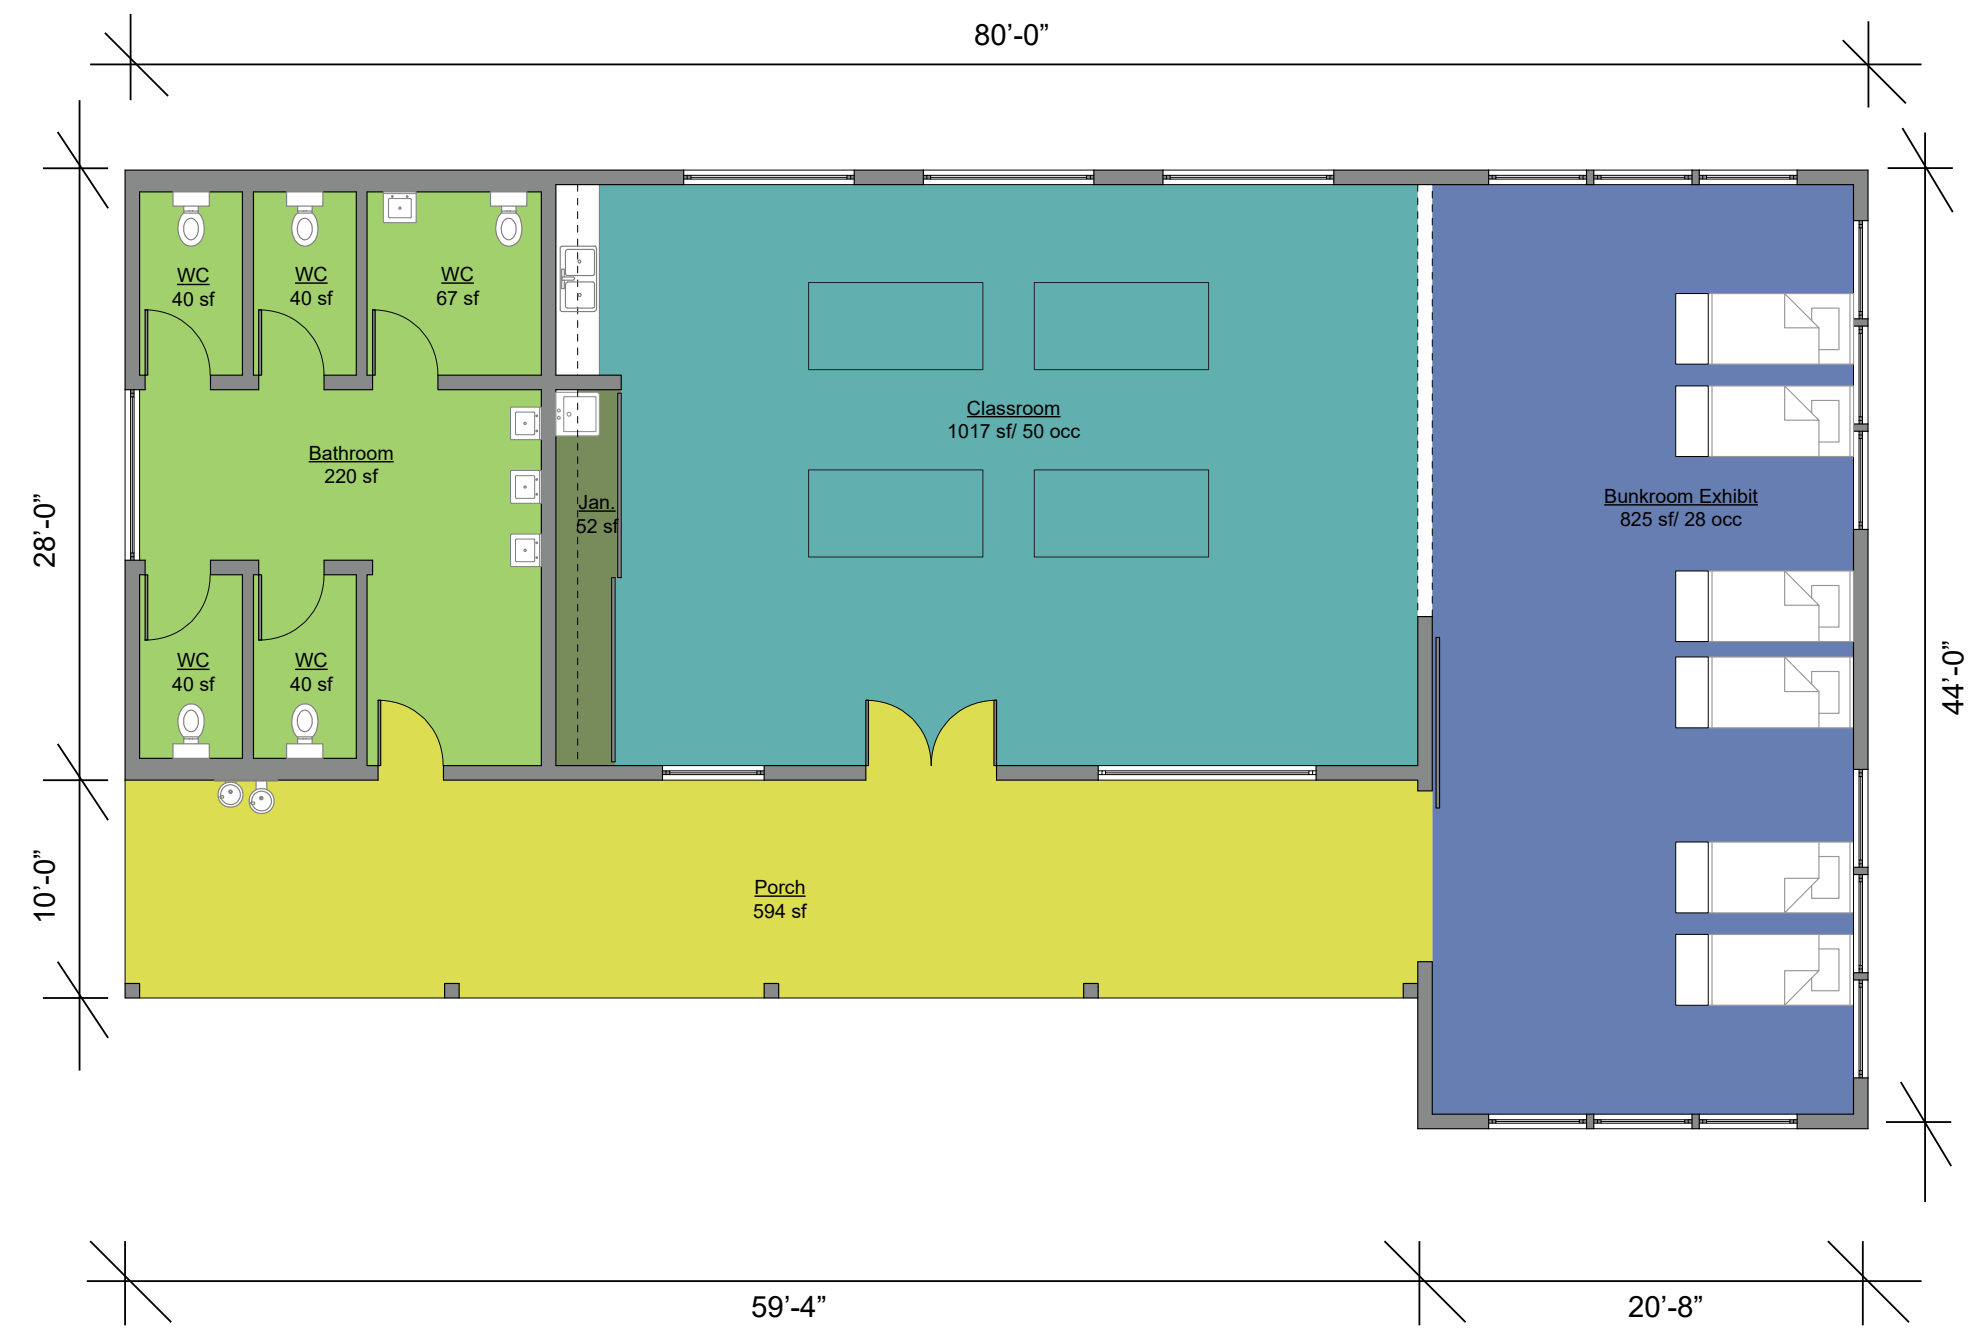 80’-0”
WC
40 sf
WC
40 sf
WC
67 sf
Classroom
1017 sf/ 50 occ
Bathroom
220 sf
Jan.
52 sf
Bunkroom Exhibit
825 sf/ 28 occ
28’-0”
44’-0”
WC
40 sf
WC
40 sf
10’-0”
Porch
594 sf
59’-4”
20’-8”